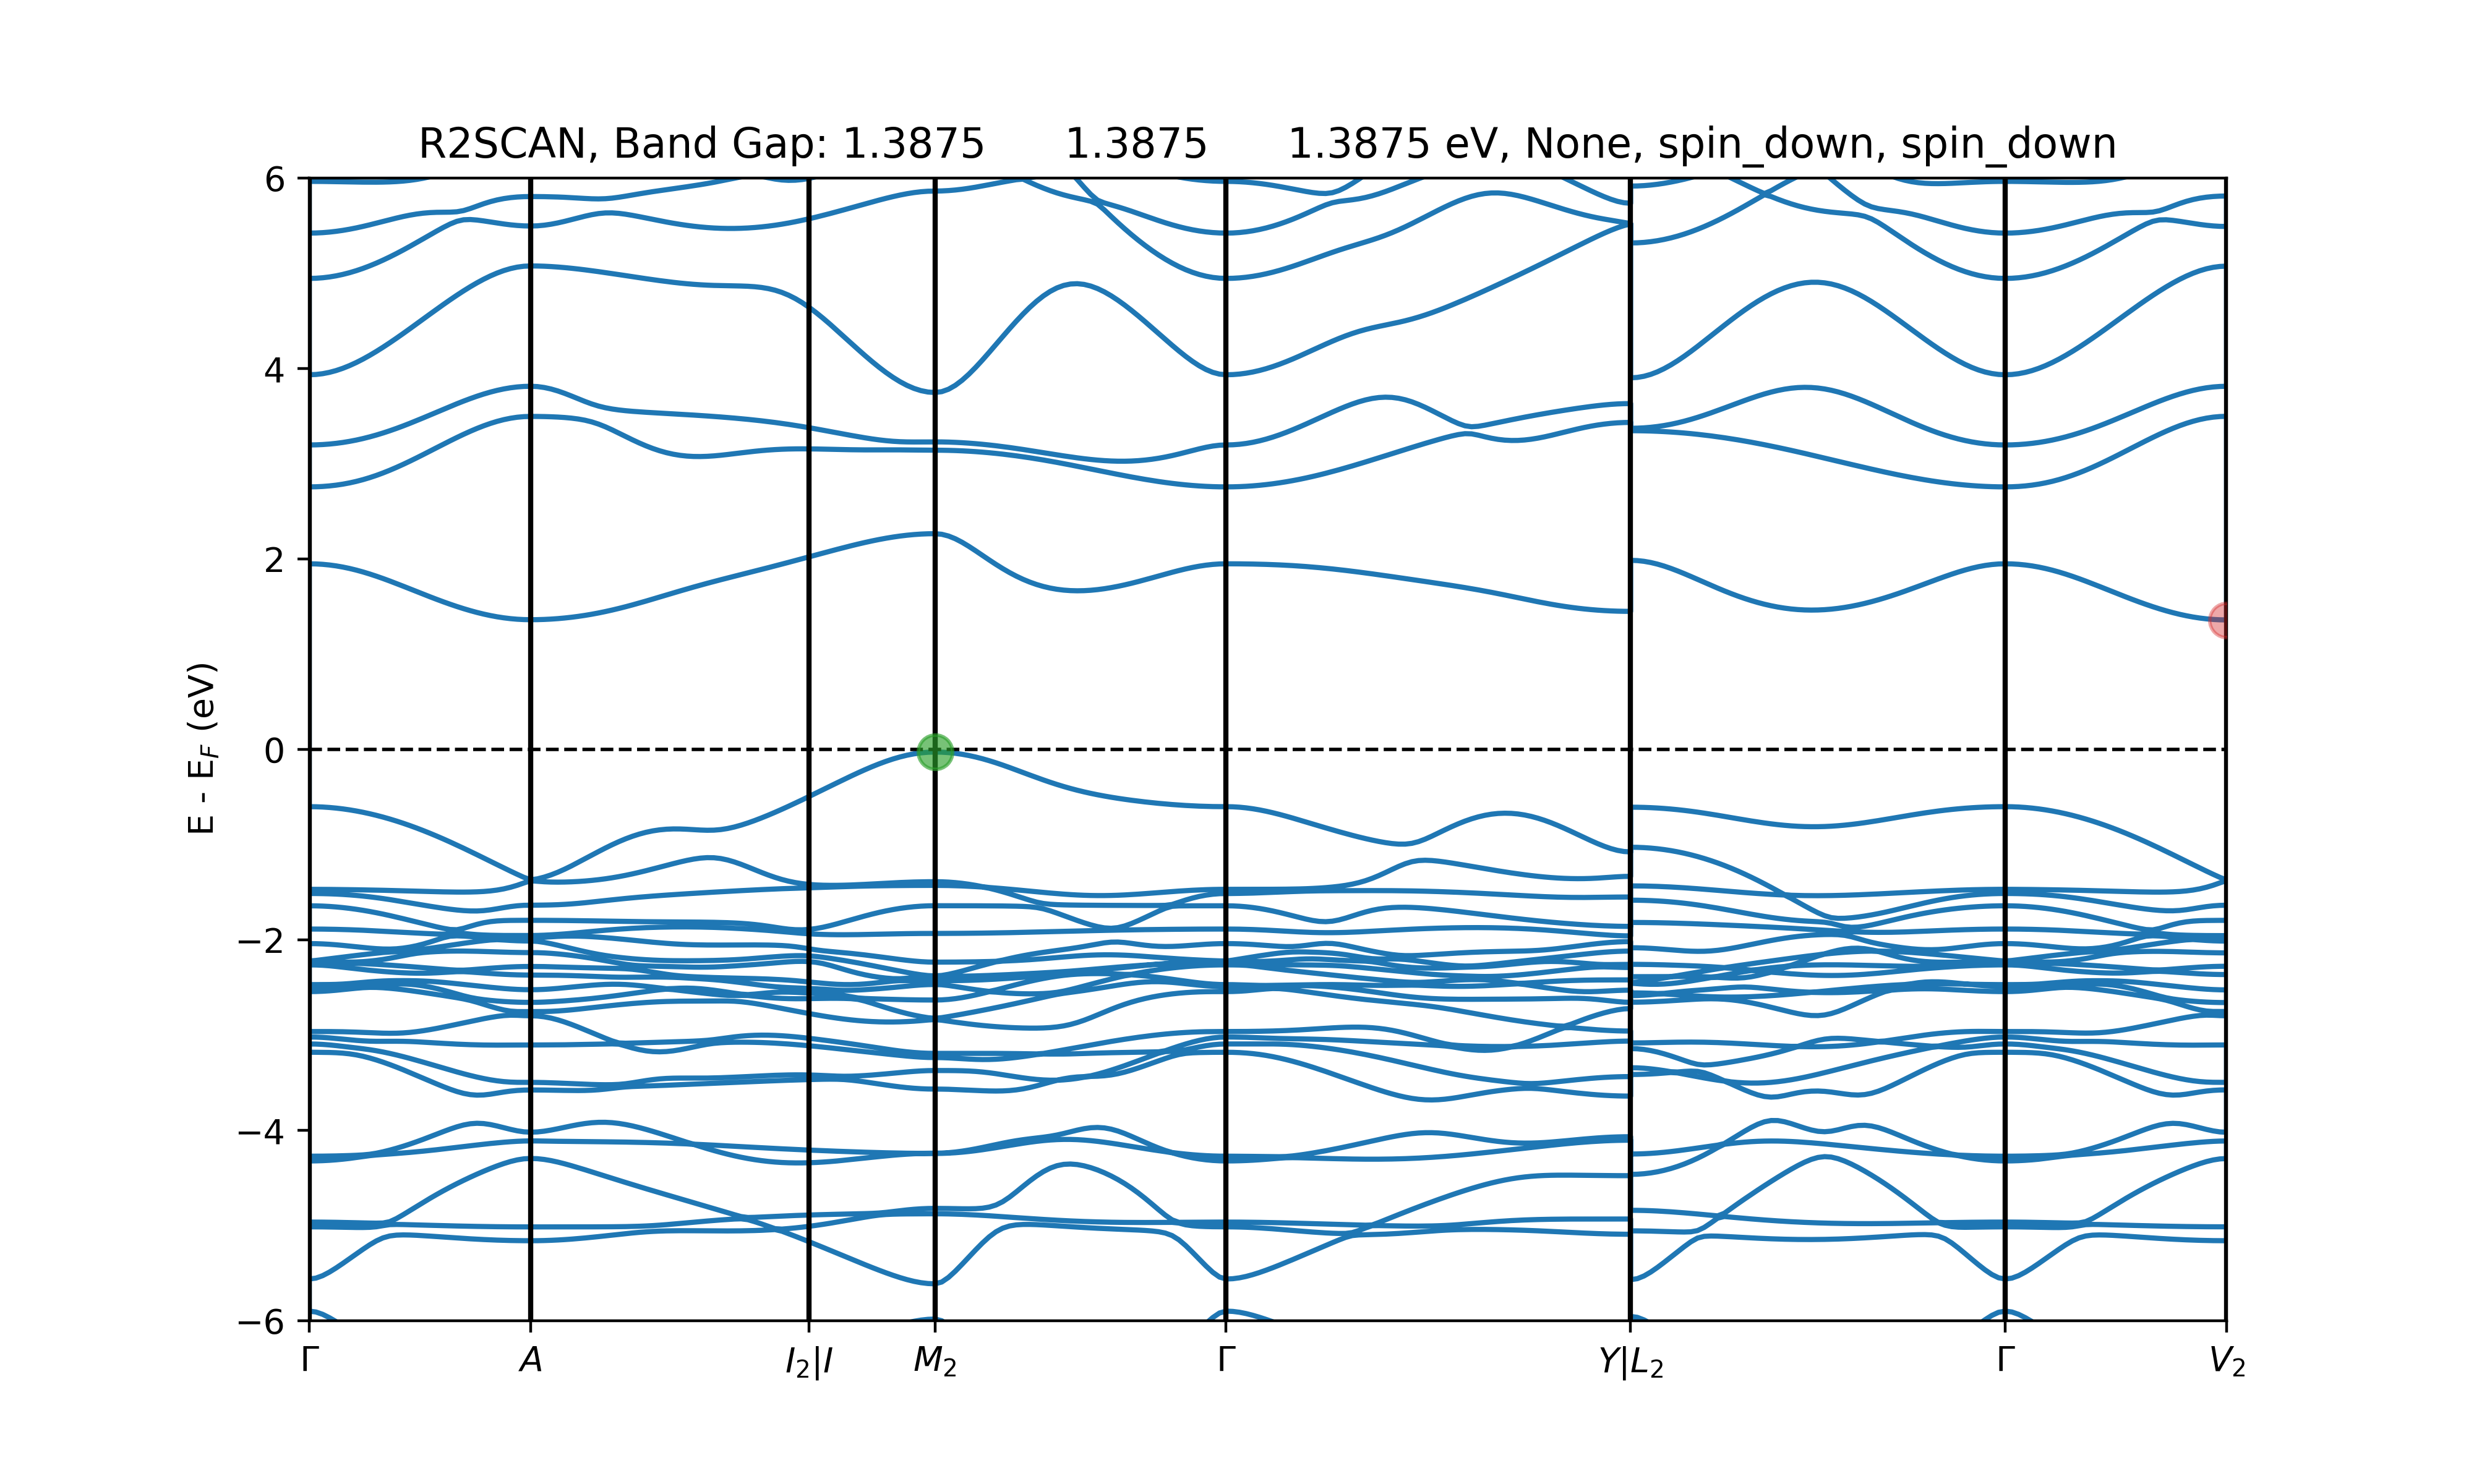 R2SCAN, Band Gap: 1.3875 1.3875 1.3875 eV, None, spin_down, spin_down
6
4
2
0
−2
−4
−6
E - E_F (eV)
Γ A I₂|I M₂ Γ Y|L₂ Γ V₂